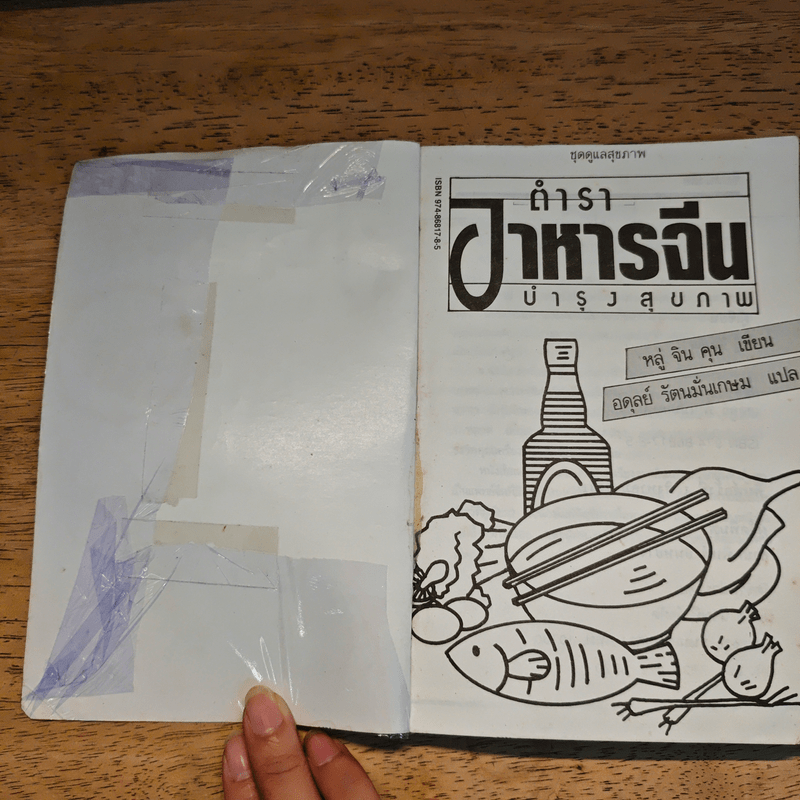 ชุดดูแลสุขภาพ
ISBN 974-86817-8-5
ตำรา
อาหารจีน
บำรุงสุขภาพ
หลู่ จิน คุน เขียน
อดุลย์ รัตนมั่นเกษม แปล